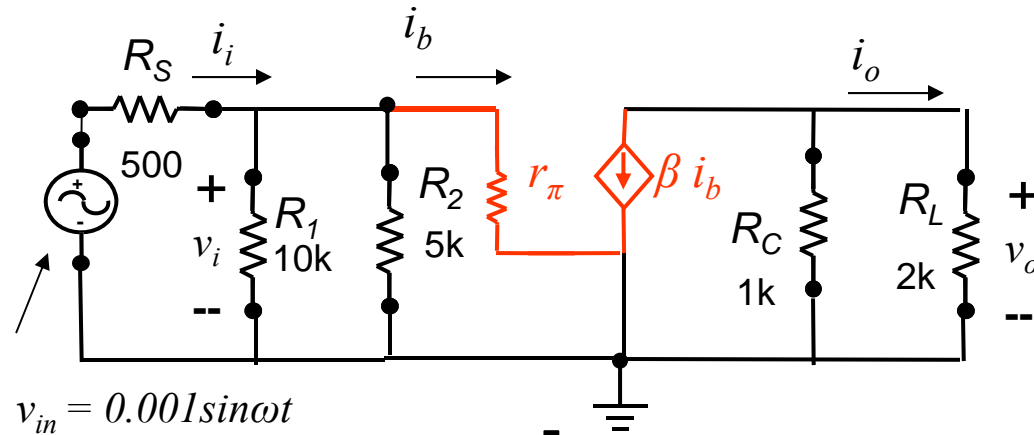 i_i
i_b
i_o
R_S
500
+
-
+
v_i
--
R_1
10k
R_2
5k
r_π
β i_b
R_C
1k
R_L
2k
+
v_o
--
v_in = 0.001sinωt
-